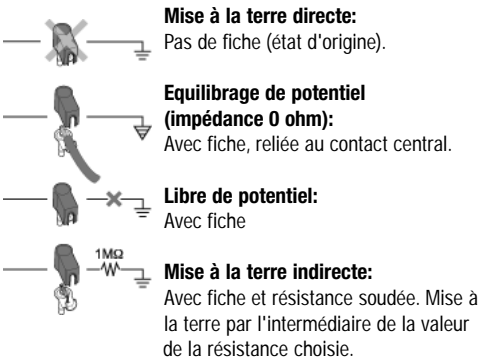 Mise à la terre directe:
Pas de fiche (état d'origine).
Equilibrage de potentiel
(impédance 0 ohm):
Avec fiche, reliée au contact central.
Libre de potentiel:
Avec fiche
1MΩ
Mise à la terre indirecte:
Avec fiche et résistance soudée. Mise à
la terre par l'intermédiaire de la valeur
de la résistance choisie.